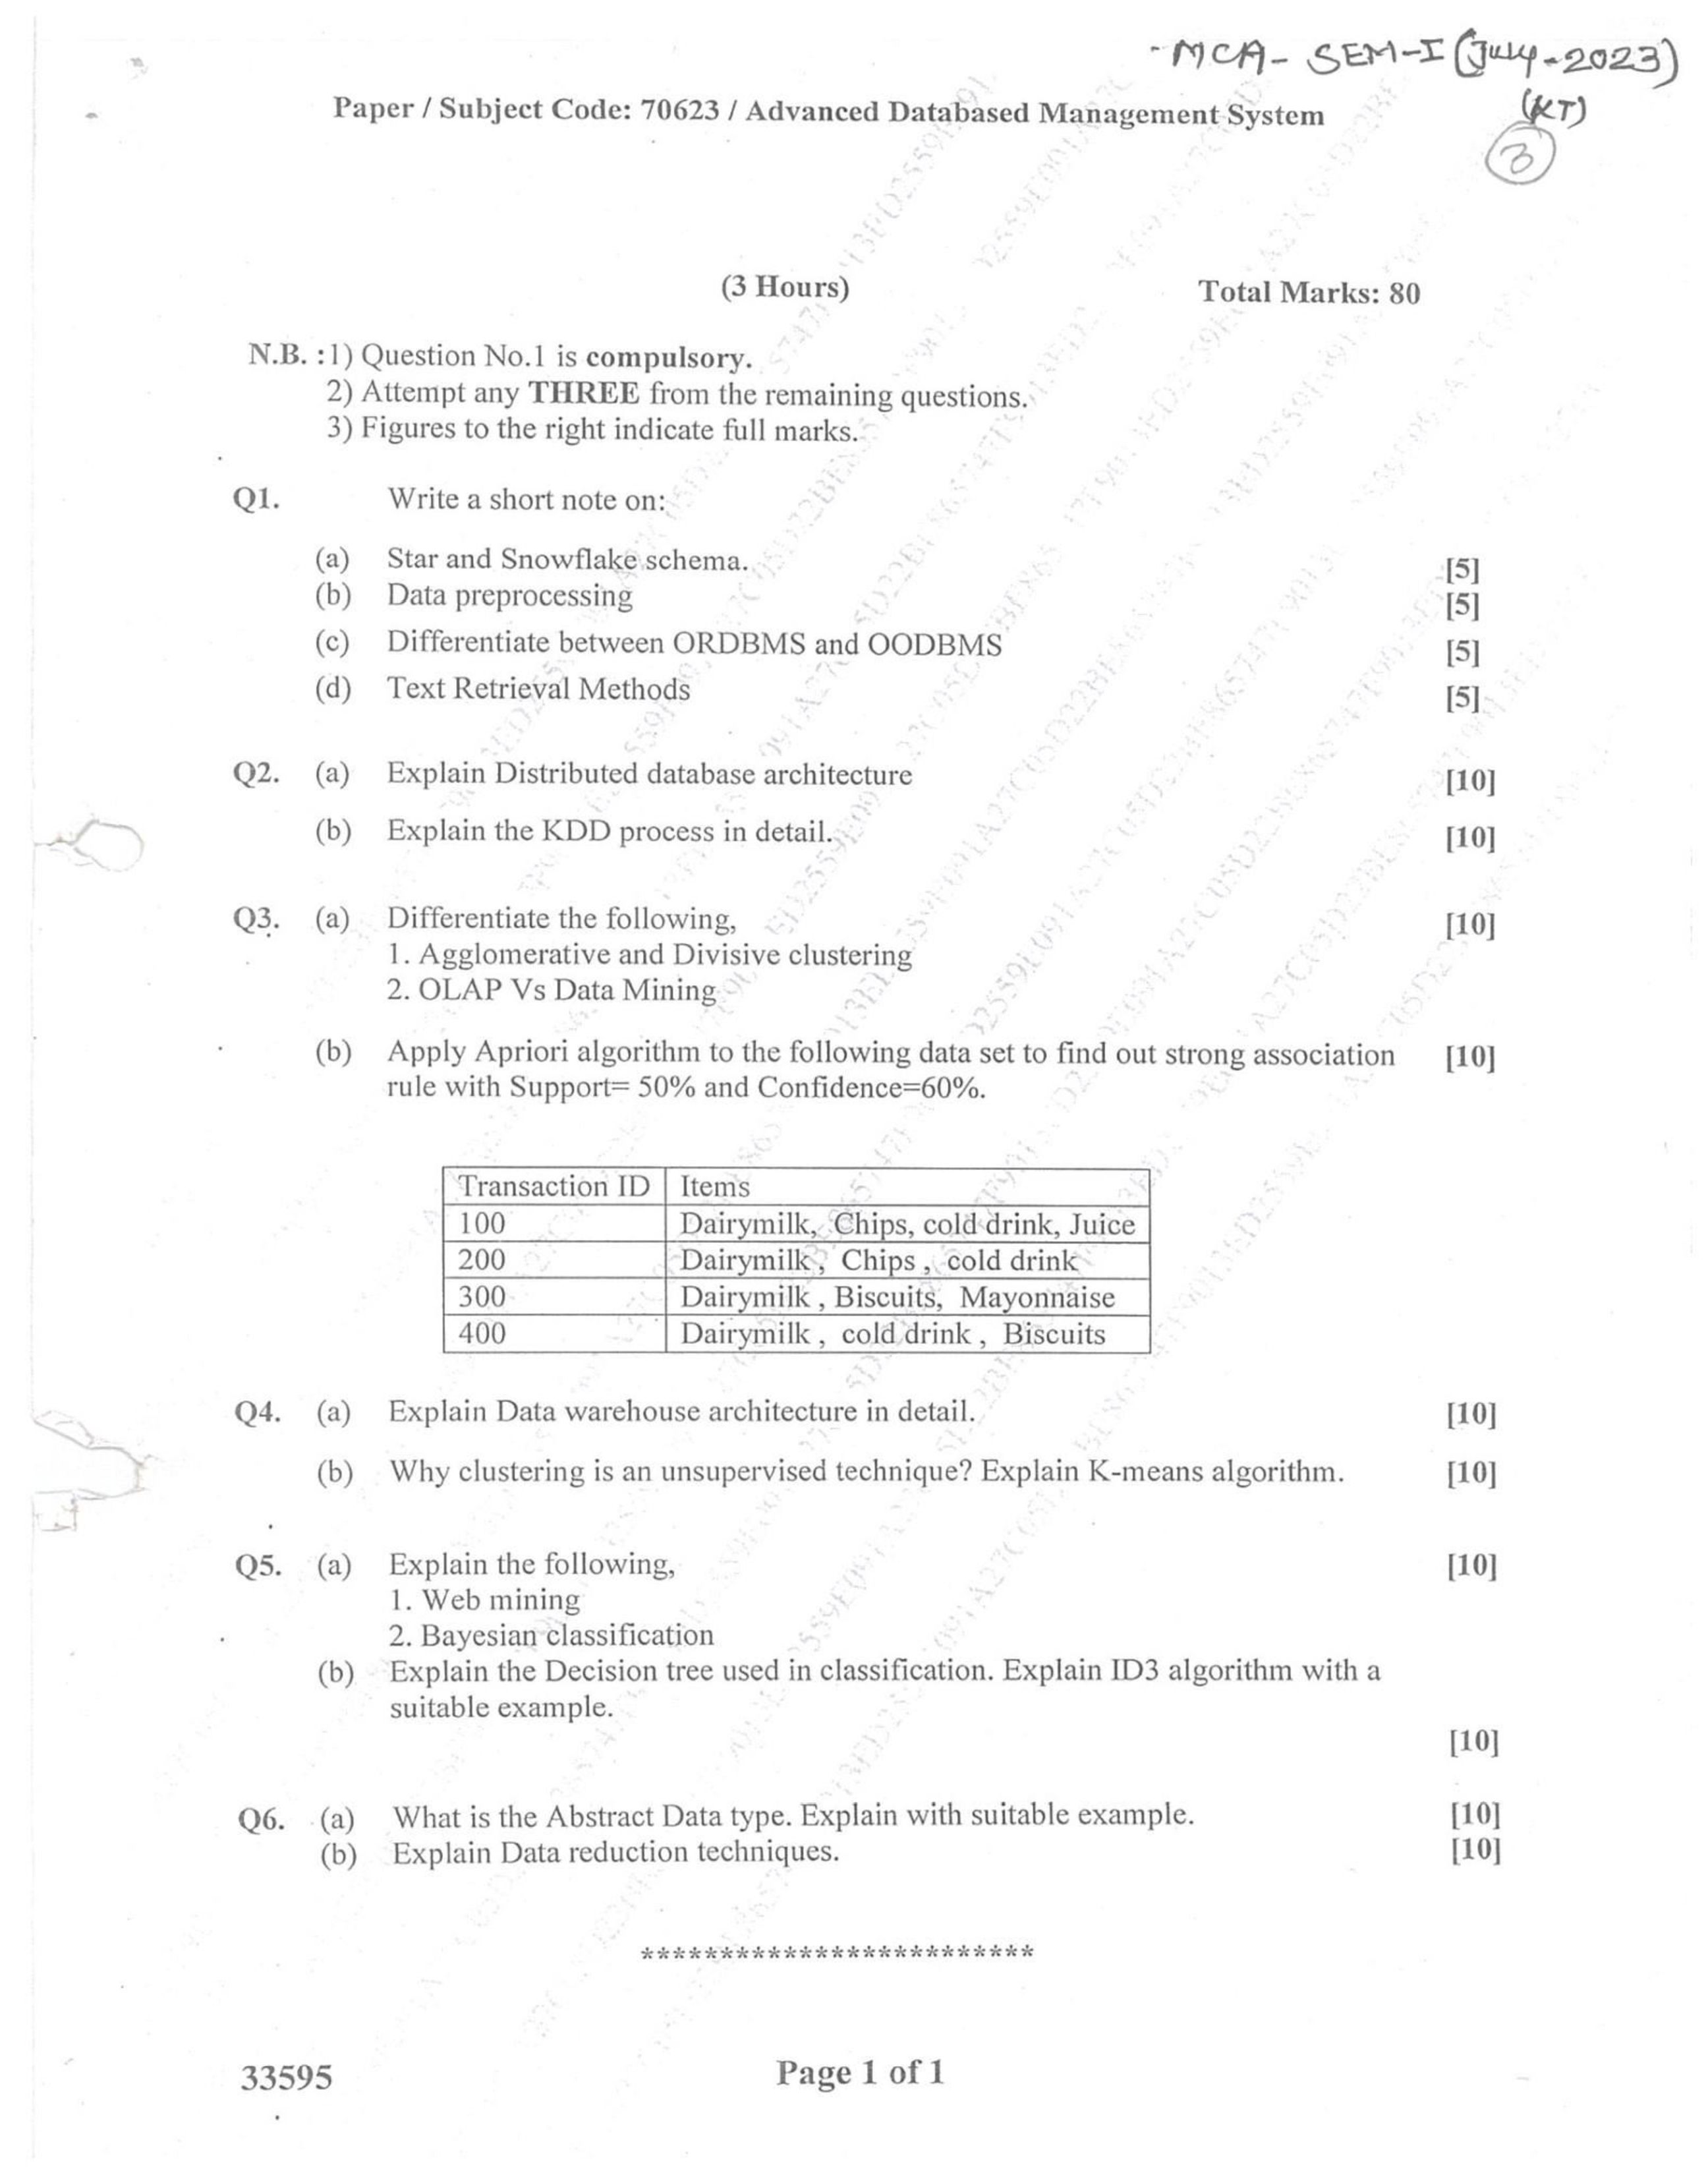 -MCA- SEM-I (July-2023)
(KT)
3
Paper / Subject Code: 70623 / Advanced Databased Management System
(3 Hours) Total Marks: 80
N.B. : 1) Question No.1 is compulsory.
2) Attempt any THREE from the remaining questions.
3) Figures to the right indicate full marks.
Q1. Write a short note on:
(a) Star and Snowflake schema. [5]
(b) Data preprocessing [5]
(c) Differentiate between ORDBMS and OODBMS [5]
(d) Text Retrieval Methods [5]
Q2. (a) Explain Distributed database architecture [10]
(b) Explain the KDD process in detail. [10]
Q3. (a) Differentiate the following, [10]
1. Agglomerative and Divisive clustering
2. OLAP Vs Data Mining
(b) Apply Apriori algorithm to the following data set to find out strong association [10]
rule with Support= 50% and Confidence=60%.
Transaction ID Items
100 Dairymilk, Chips, cold drink, Juice
200 Dairymilk, Chips, cold drink
300 Dairymilk, Biscuits, Mayonnaise
400 Dairymilk, cold drink, Biscuits
Q4. (a) Explain Data warehouse architecture in detail. [10]
(b) Why clustering is an unsupervised technique? Explain K-means algorithm. [10]
Q5. (a) Explain the following, [10]
1. Web mining
2. Bayesian classification
(b) Explain the Decision tree used in classification. Explain ID3 algorithm with a
suitable example.
[10]
Q6. (a) What is the Abstract Data type. Explain with suitable example. [10]
(b) Explain Data reduction techniques. [10]
*************************
33595 Page 1 of 1